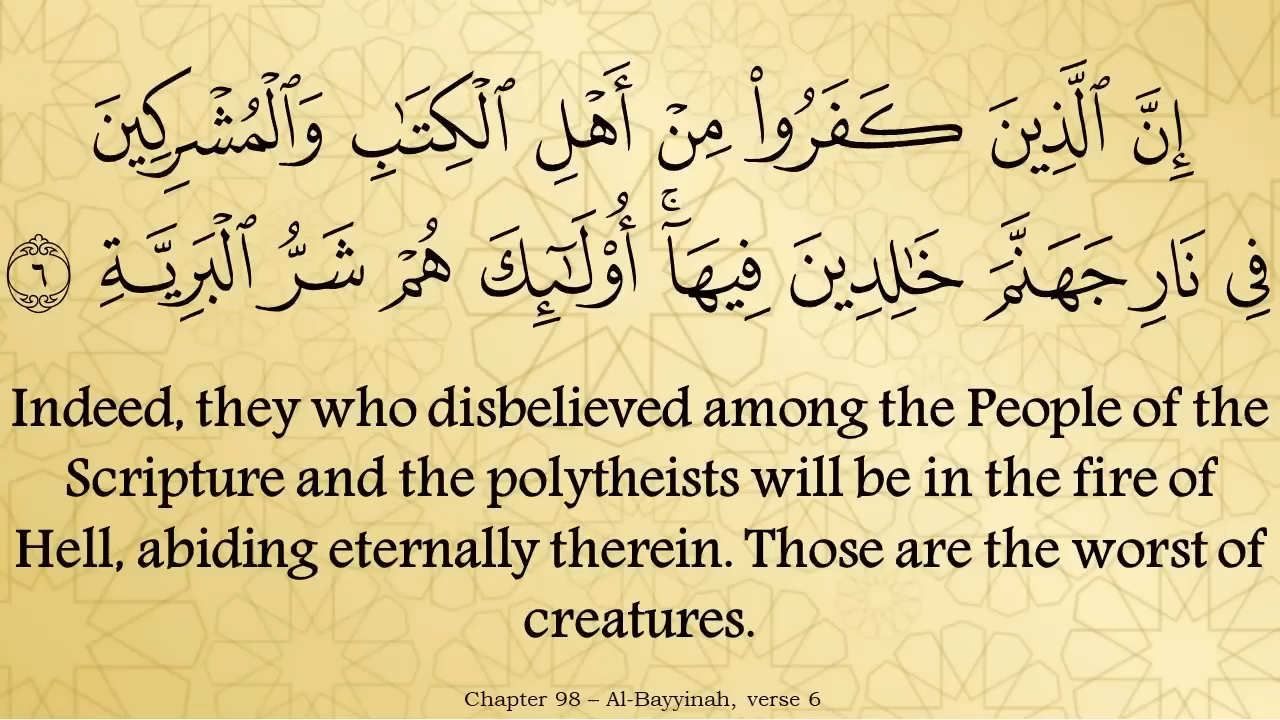 إِنَّ ٱلَّذِينَ كَفَرُوا۟ مِنْ أَهْلِ ٱلْكِتَـٰبِ وَٱلْمُشْرِكِينَ
فِى نَارِ جَهَنَّمَ خَـٰلِدِينَ فِيهَآ ۚ أُو۟لَـٰٓئِكَ هُمْ شَرُّ ٱلْبَرِيَّةِ ٦
Indeed, they who disbelieved among the People of the
Scripture and the polytheists will be in the fire of
Hell, abiding eternally therein. Those are the worst of
creatures.
Chapter 98 – Al-Bayyinah, verse 6